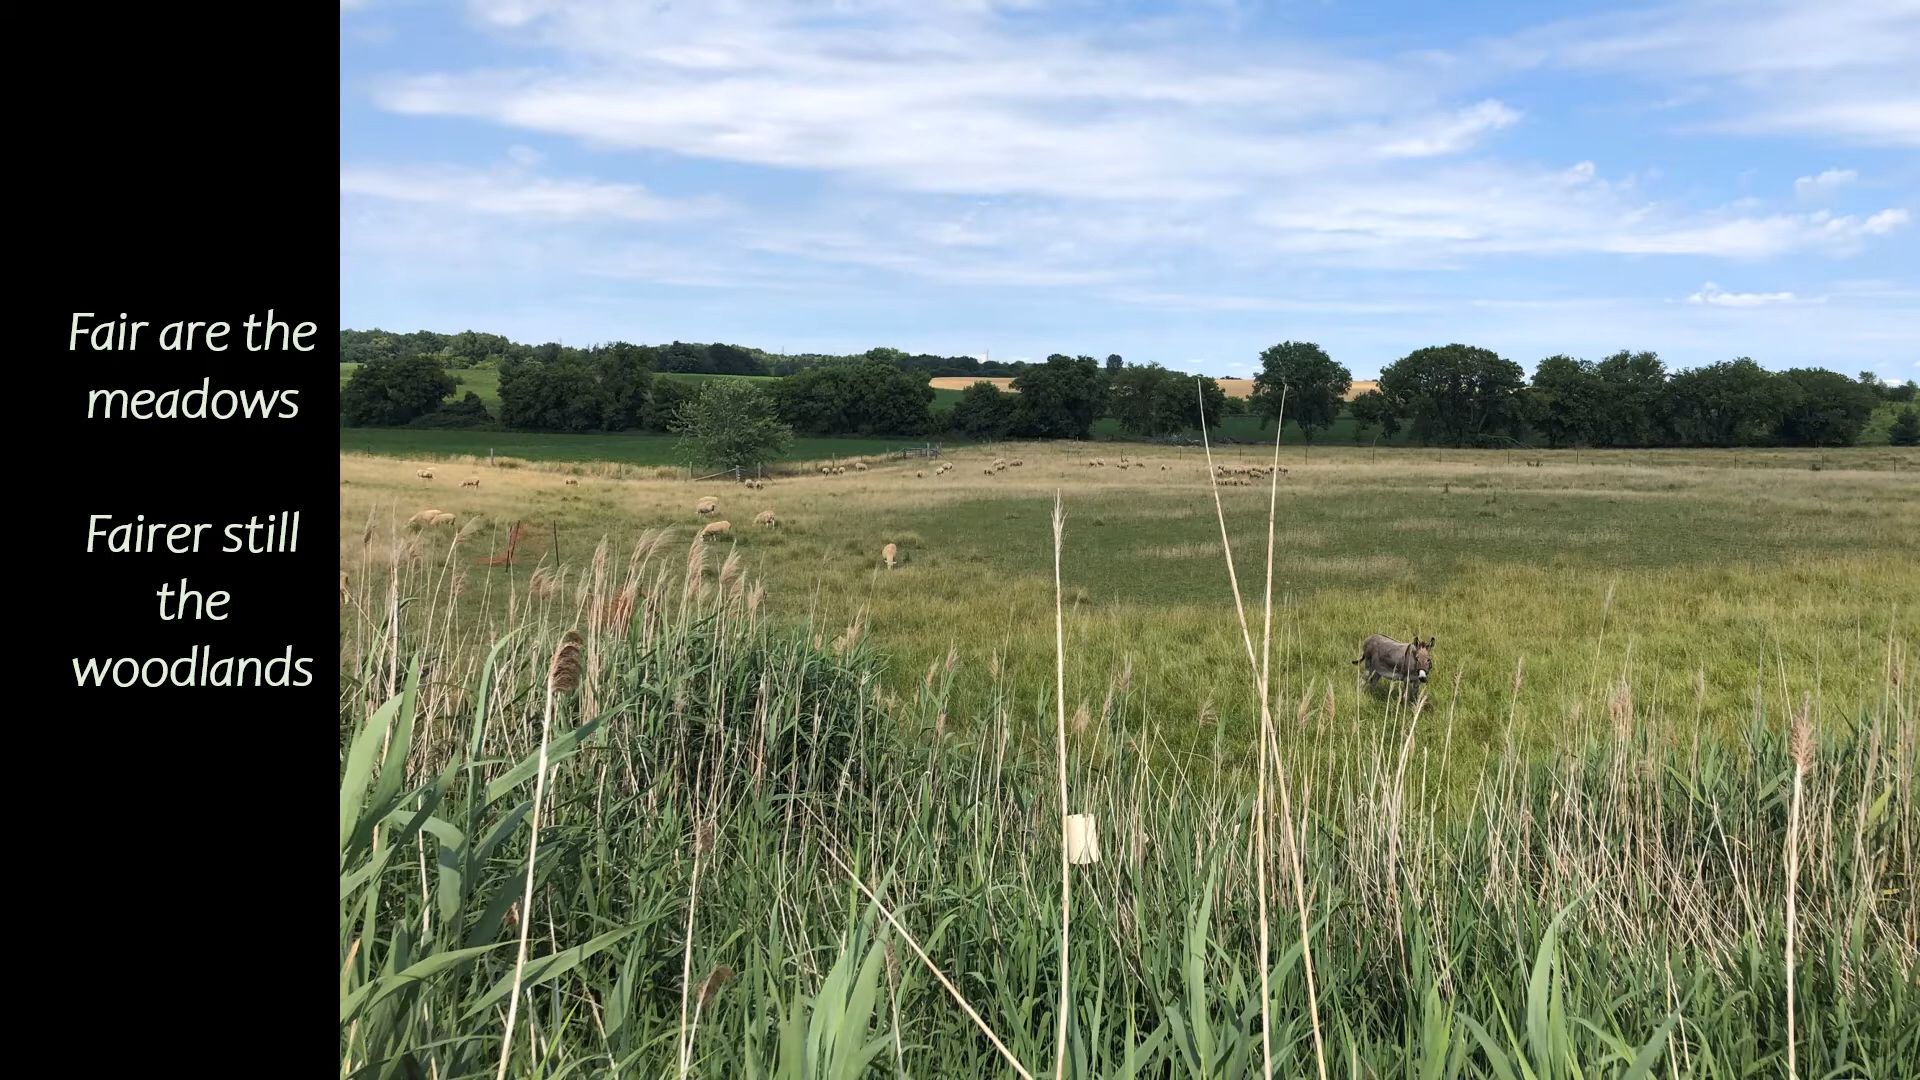 Fair are the
meadows
Fairer still
the
woodlands